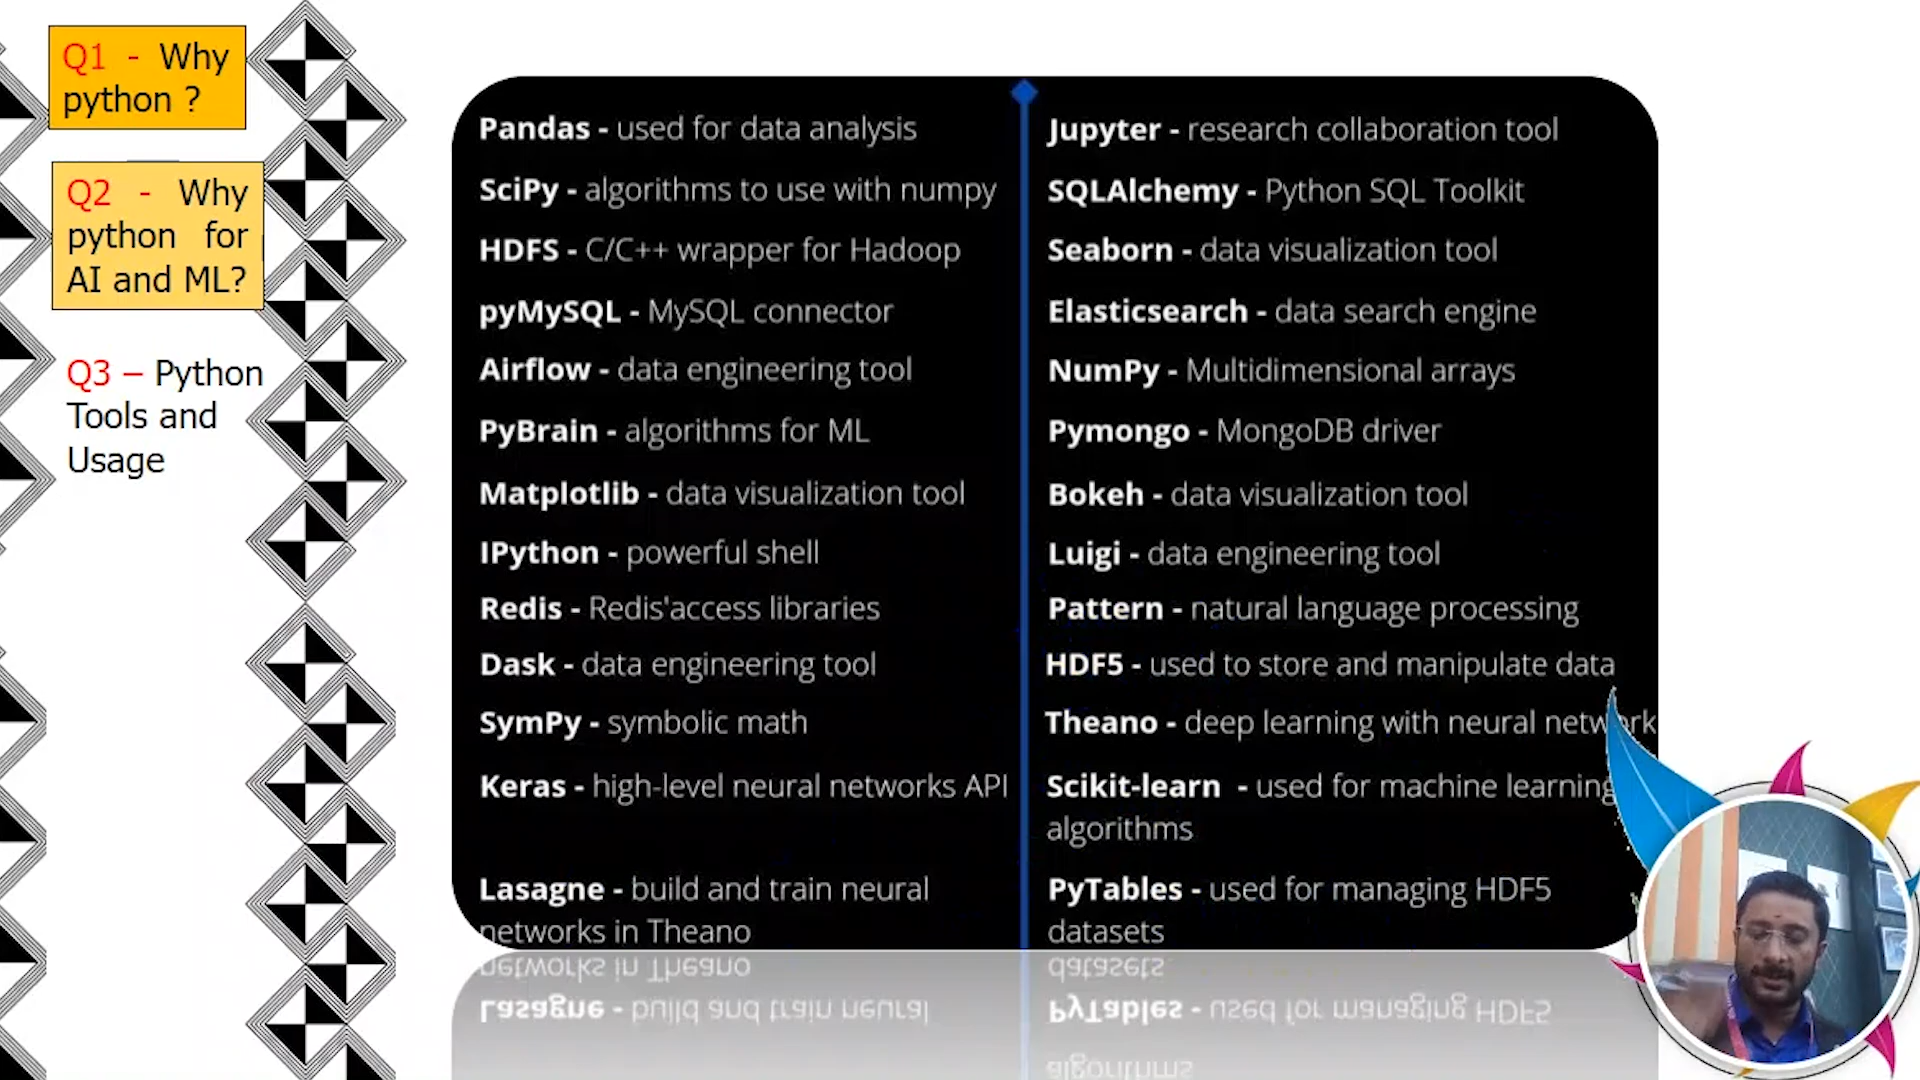 Q1 - Why
python ?
Q2 - Why
python for
AI and ML?
Q3 – Python
Tools and
Usage
Pandas - used for data analysis
SciPy - algorithms to use with numpy
HDFS - C/C++ wrapper for Hadoop
pyMySQL - MySQL connector
Airflow - data engineering tool
PyBrain - algorithms for ML
Matplotlib - data visualization tool
IPython - powerful shell
Redis - Redis'access libraries
Dask - data engineering tool
SymPy - symbolic math
Keras - high-level neural networks API
Lasagne - build and train neural
networks in Theano
Jupyter - research collaboration tool
SQLAlchemy - Python SQL Toolkit
Seaborn - data visualization tool
Elasticsearch - data search engine
NumPy - Multidimensional arrays
Pymongo - MongoDB driver
Bokeh - data visualization tool
Luigi - data engineering tool
Pattern - natural language processing
HDF5 - used to store and manipulate data
Theano - deep learning with neural network
Scikit-learn - used for machine learning
algorithms
PyTables - used for managing HDF5
datasets